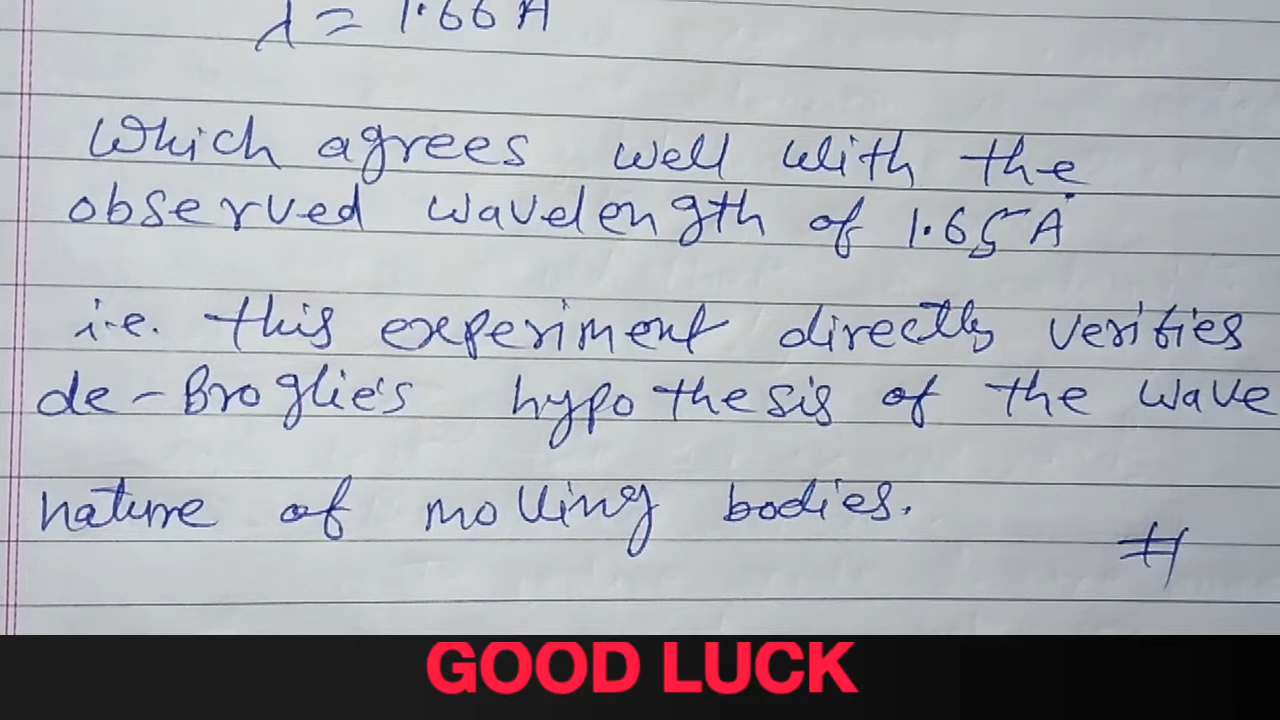 λ = 1.66 A
Which agrees well with the
observed wavelength of 1.65 A°
i.e. this experiment directly verifies
de-Broglie's hypothesis of the wave
nature of moving bodies.
#
GOOD LUCK